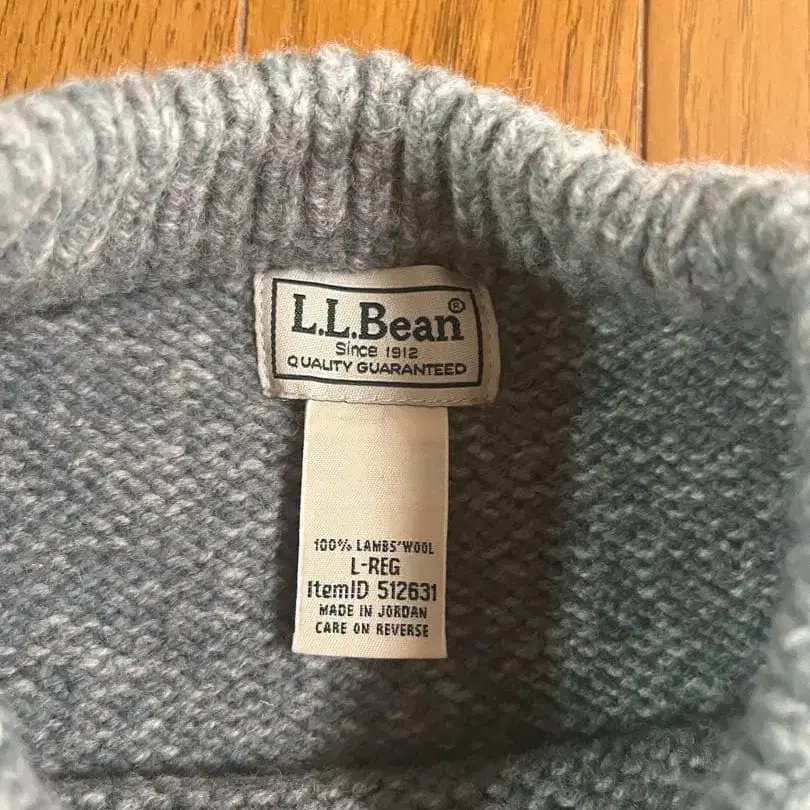 L.L.Bean®
Since 1912
QUALITY GUARANTEED
100% LAMBS'WOOL
L-REG
ItemID 512631
MADE IN JORDAN
CARE ON REVERSE